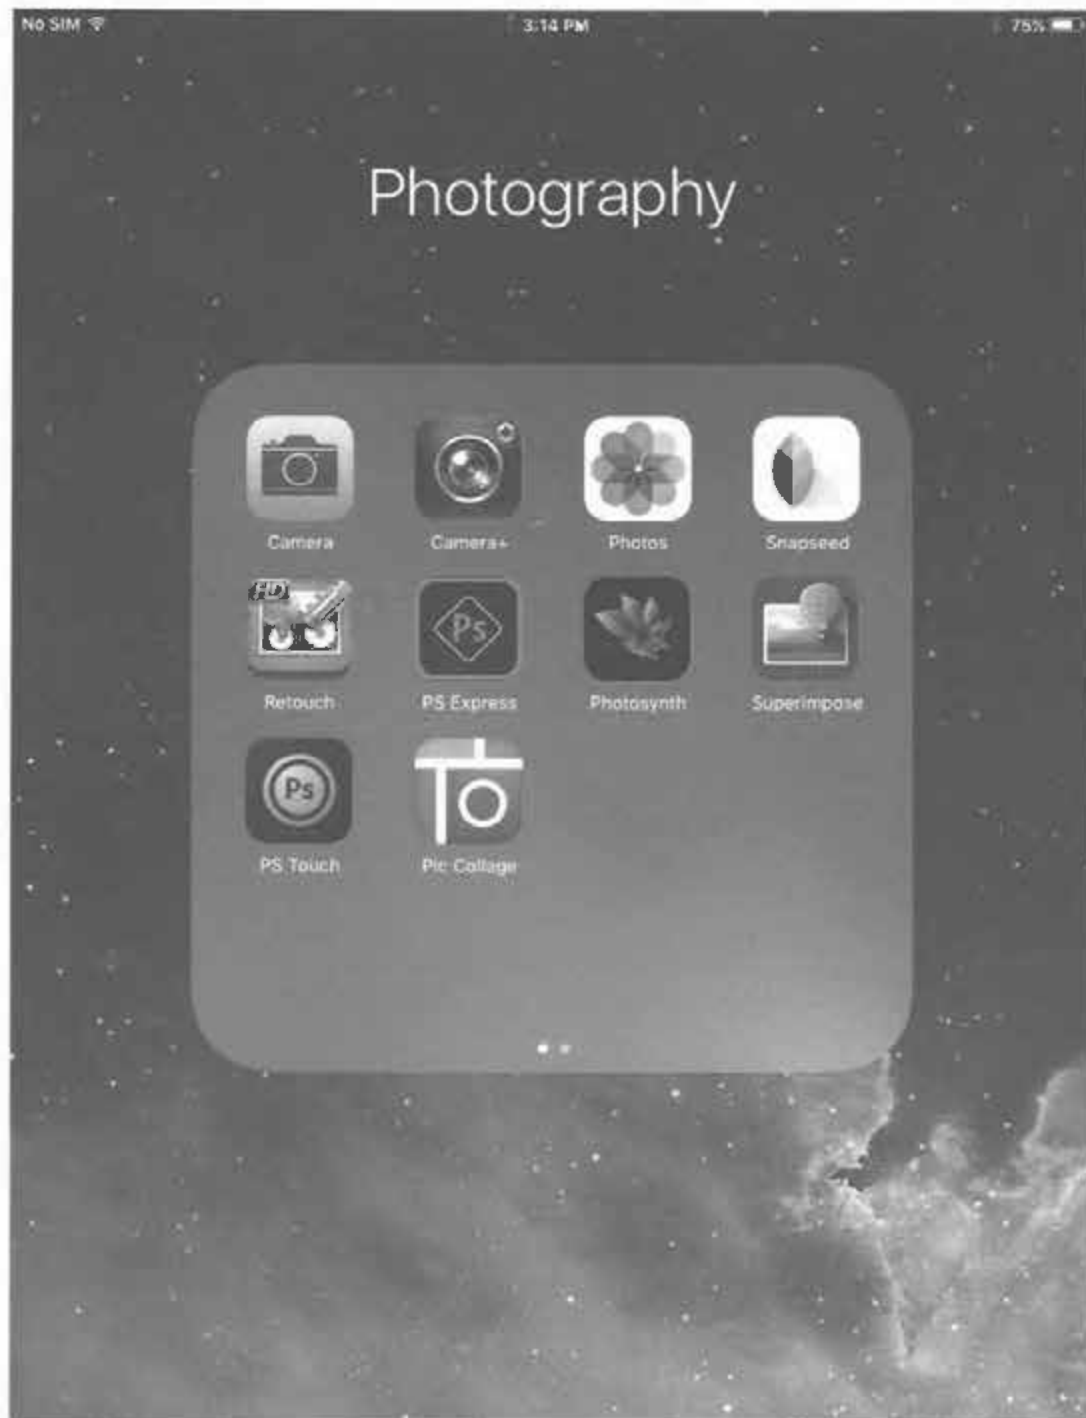 No SIM 3:14 PM 75%
Photography
Camera Camera+ Photos Snapseed
HD
Ps
Retouch PS Express Photosynth Superimpose
Ps
PS Touch Pic Collage